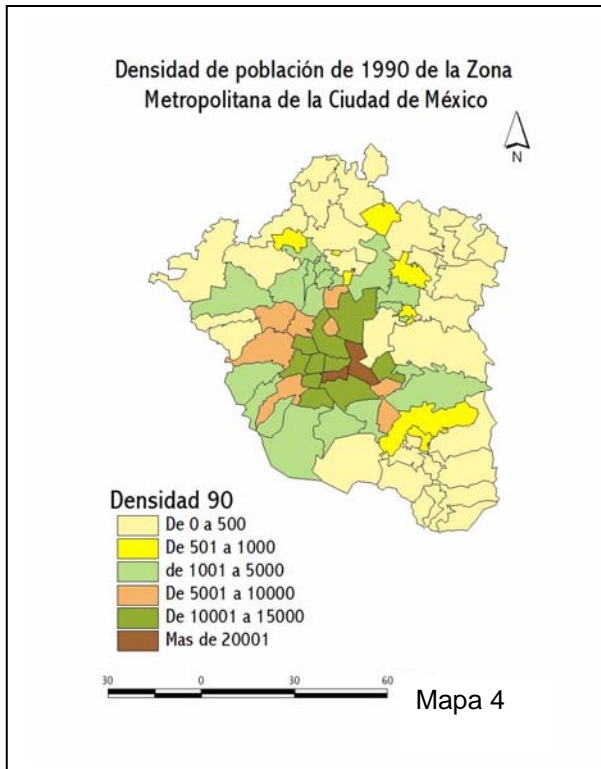 Densidad de población de 1990 de la Zona
Metropolitana de la Ciudad de México
N
Densidad 90
De 0 a 500
De 501 a 1000
de 1001 a 5000
De 5001 a 10000
De 10001 a 15000
Mas de 20001
30 0 30 60
Mapa 4